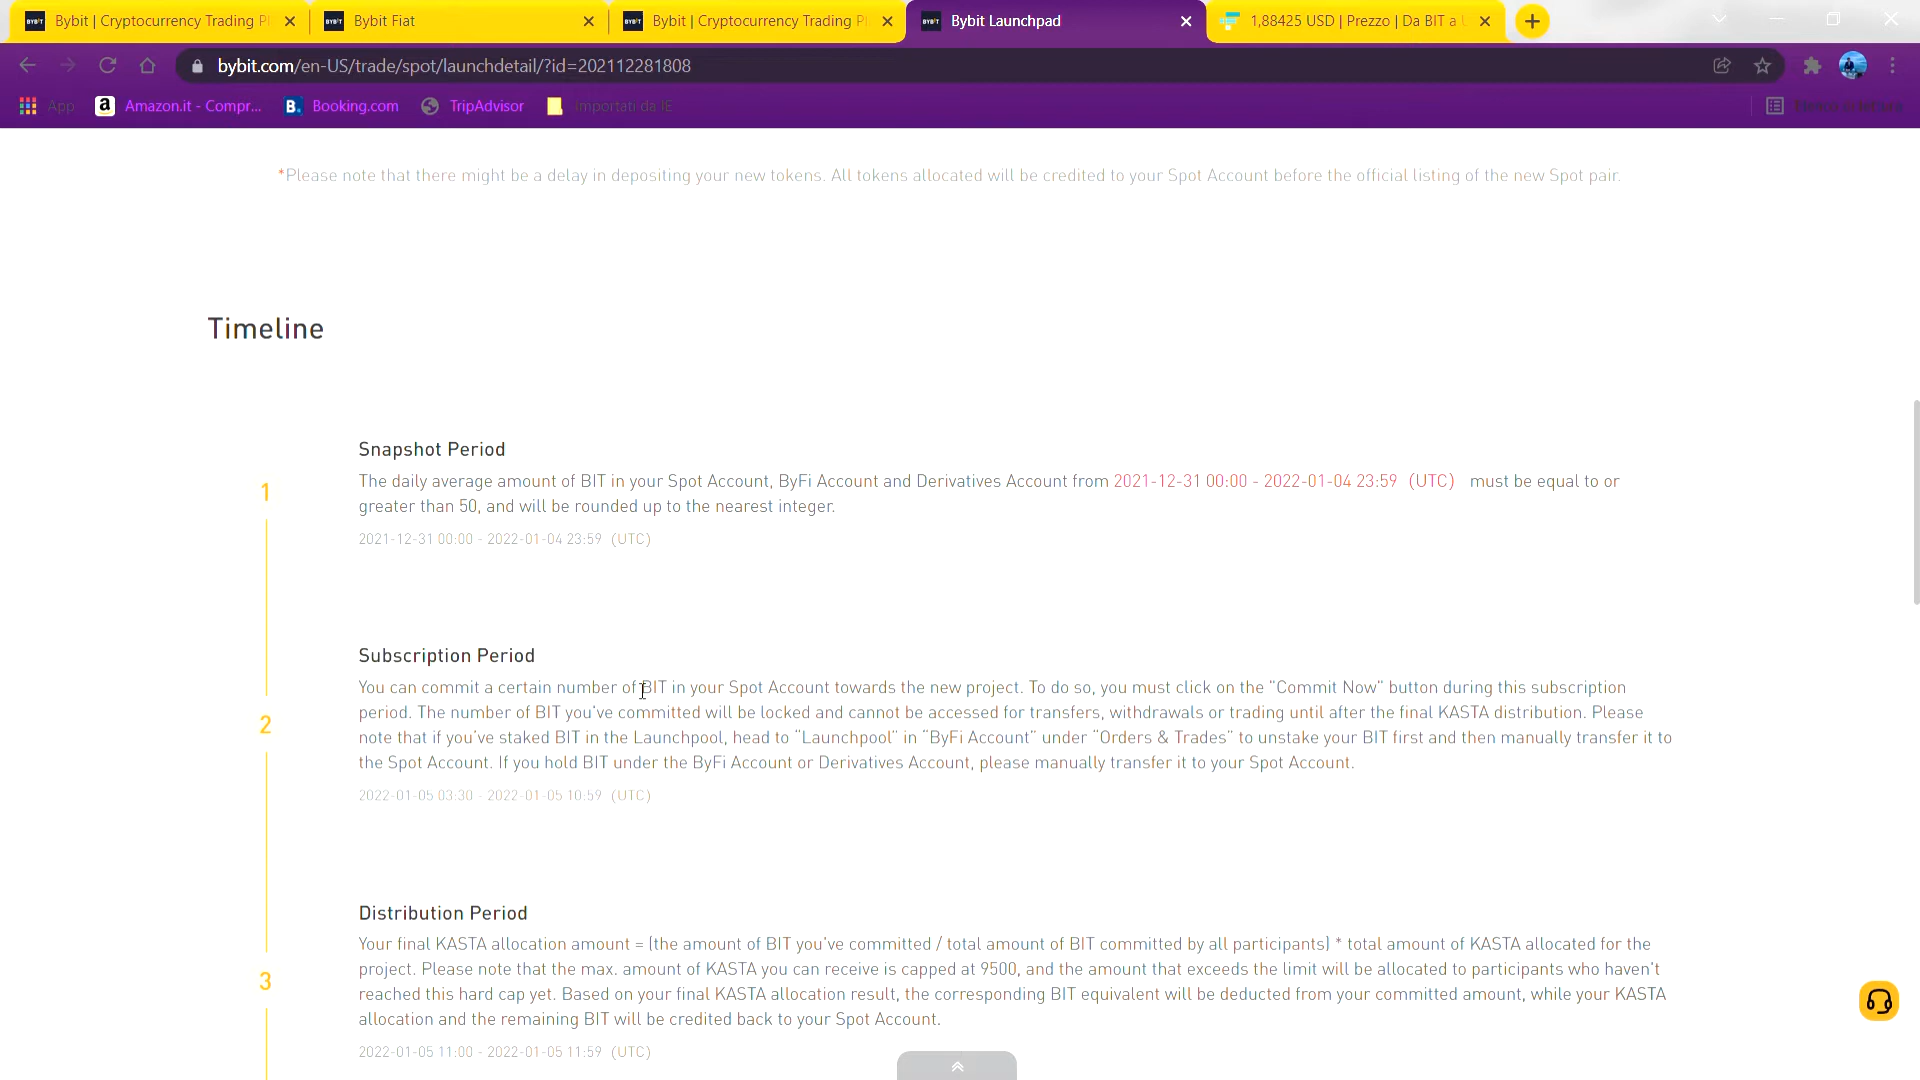 Bybit | Cryptocurrency Trading Pl
Bybit Fiat
Bybit | Cryptocurrency Trading Pl
Bybit Launchpad
1,88425 USD | Prezzo | Da BIT a U
bybit.com/en-US/trade/spot/launchdetail/?id=202112281808
App
Amazon.it - Compr...
Booking.com
TripAdvisor
Importati da IE
*Please note that there might be a delay in depositing your new tokens. All tokens allocated will be credited to your Spot Account before the official listing of the new Spot pair.
Timeline
Snapshot Period
1
The daily average amount of BIT in your Spot Account, ByFi Account and Derivatives Account from 2021-12-31 00:00 - 2022-01-04 23:59 (UTC) must be equal to or
greater than 50, and will be rounded up to the nearest integer.
2021-12-31 00:00 - 2022-01-04 23:59 (UTC)
Subscription Period
You can commit a certain number of BIT in your Spot Account towards the new project. To do so, you must click on the "Commit Now" button during this subscription
2
period. The number of BIT you've committed will be locked and cannot be accessed for transfers, withdrawals or trading until after the final KASTA distribution. Please
note that if you've staked BIT in the Launchpool, head to "Launchpool" in "ByFi Account" under "Orders & Trades" to unstake your BIT first and then manually transfer it to
the Spot Account. If you hold BIT under the ByFi Account or Derivatives Account, please manually transfer it to your Spot Account.
2022-01-05 03:30 - 2022-01-05 10:59 (UTC)
Distribution Period
Your final KASTA allocation amount = (the amount of BIT you've committed / total amount of BIT committed by all participants) * total amount of KASTA allocated for the
project. Please note that the max. amount of KASTA you can receive is capped at 9500, and the amount that exceeds the limit will be allocated to participants who haven't
3
reached this hard cap yet. Based on your final KASTA allocation result, the corresponding BIT equivalent will be deducted from your committed amount, while your KASTA
allocation and the remaining BIT will be credited back to your Spot Account.
2022-01-05 11:00 - 2022-01-05 11:59 (UTC)